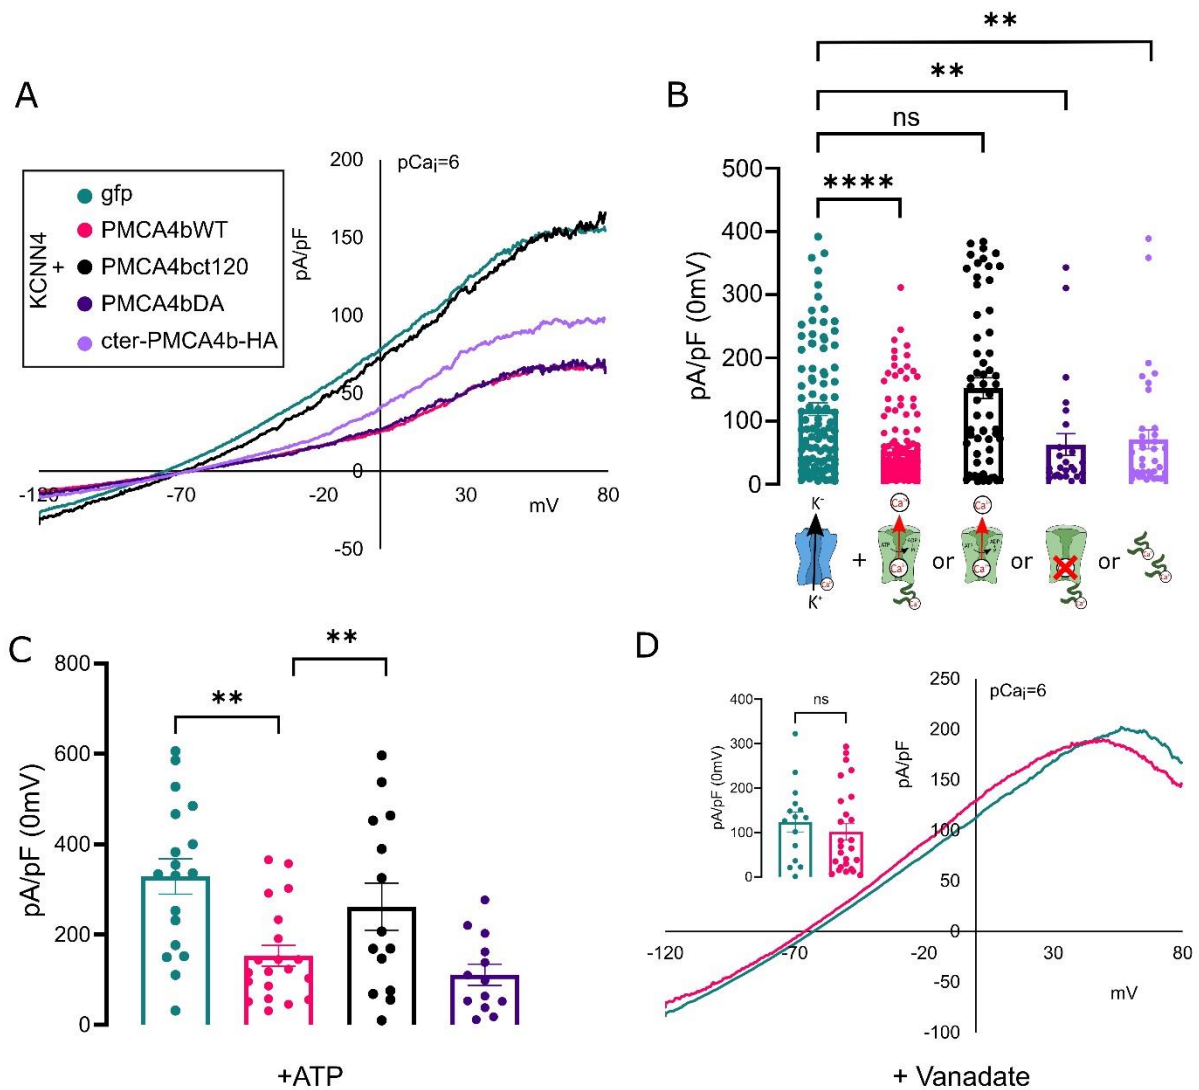 A
KCNN4 +
gfp
PMCA4bWT
PMCA4bct120
PMCA4bDA
cter-PMCA4b-HA
pCai=6
pA/pF
200
150
100
50
0
-50
-120
-70
-20
30
80
mV
B
**
**
ns
****
pA/pF (0mV)
500
400
300
200
100
0
K⁻
K⁺
+
or
or
or
C
**
**
pA/pF (0mV)
800
600
400
200
0
+ATP
D
pA/pF (0mV)
400
300
200
100
0
ns
pCai=6
pA/pF
250
200
150
100
50
0
-50
-100
-120
-70
-20
30
80
mV
+ Vanadate